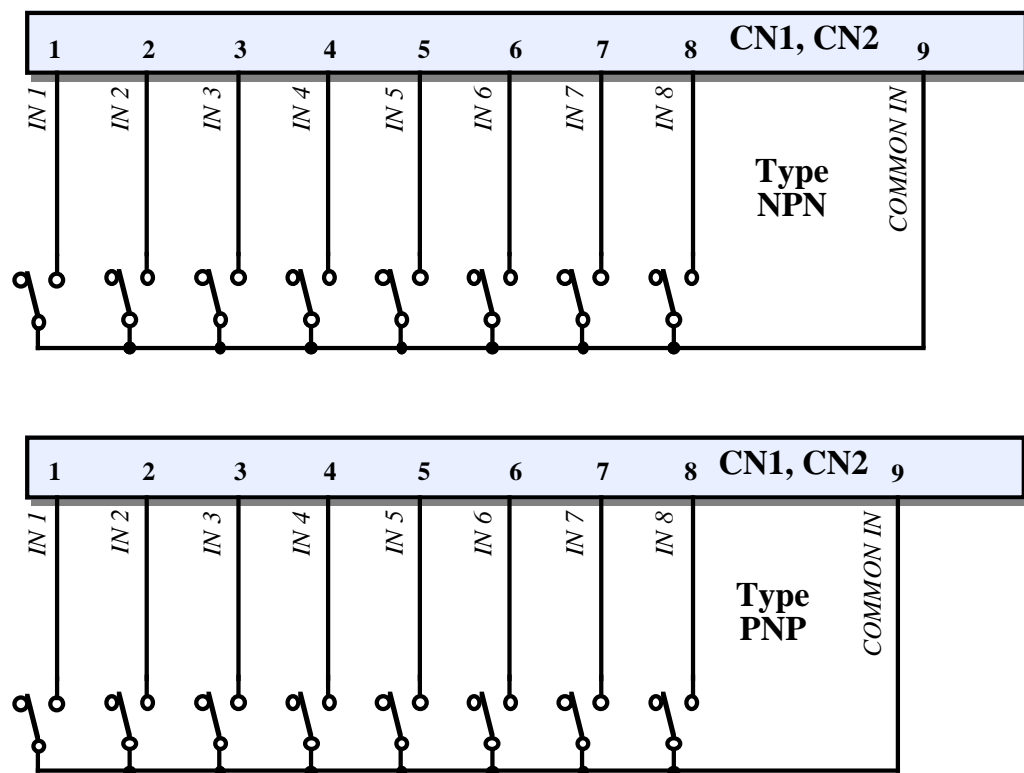 1 2 3 4 5 6 7 8 CN1, CN2 9
IN 1 IN 2 IN 3 IN 4 IN 5 IN 6 IN 7 IN 8 COMMON IN
Type
NPN
1 2 3 4 5 6 7 8 CN1, CN2 9
IN 1 IN 2 IN 3 IN 4 IN 5 IN 6 IN 7 IN 8 COMMON IN
Type
PNP